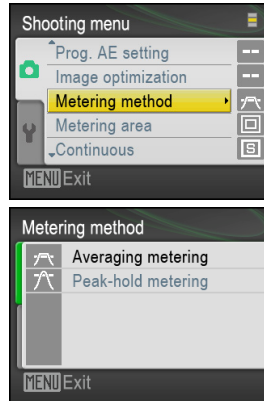 Shooting menu
Prog. AE setting
--
Image optimization
--
Metering method
Metering area
Continuous
S
MENU Exit
Metering method
Averaging metering
Peak-hold metering
MENU Exit